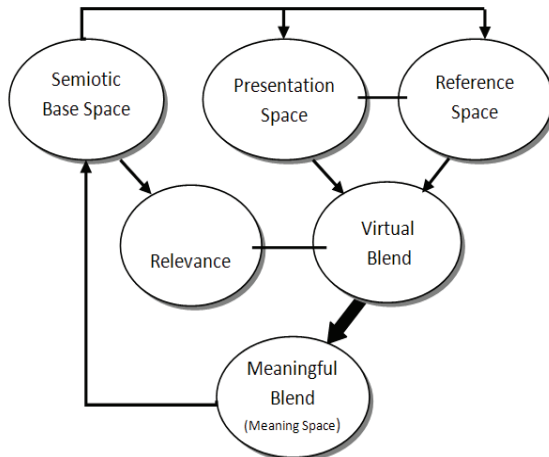 Semiotic
Base Space
Presentation
Space
Reference
Space
Relevance
Virtual
Blend
Meaningful
Blend
(Meaning Space)